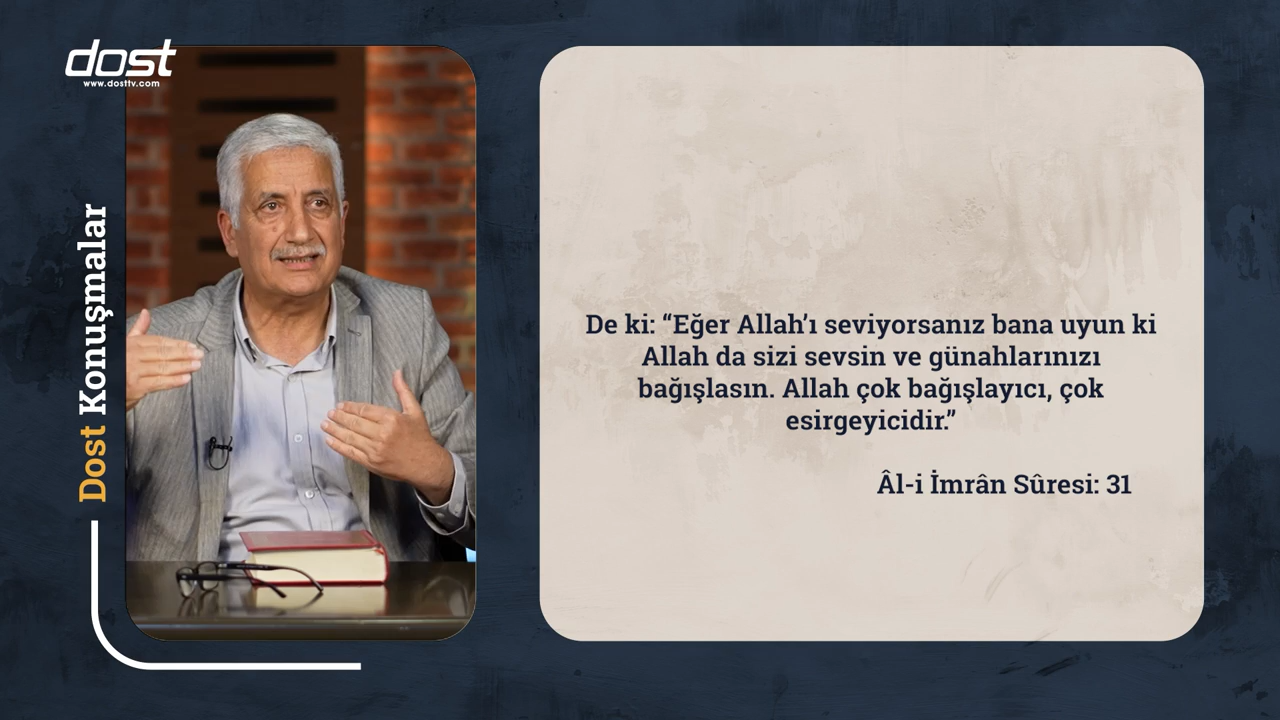 dost
www.dosttv.com
Dost Konuşmalar
De ki: “Eğer Allah’ı seviyorsanız bana uyun ki
Allah da sizi sevsin ve günahlarınızı
bağışlasın. Allah çok bağışlayıcı, çok
esirgeyicidir.”
Âl-i İmrân Sûresi: 31